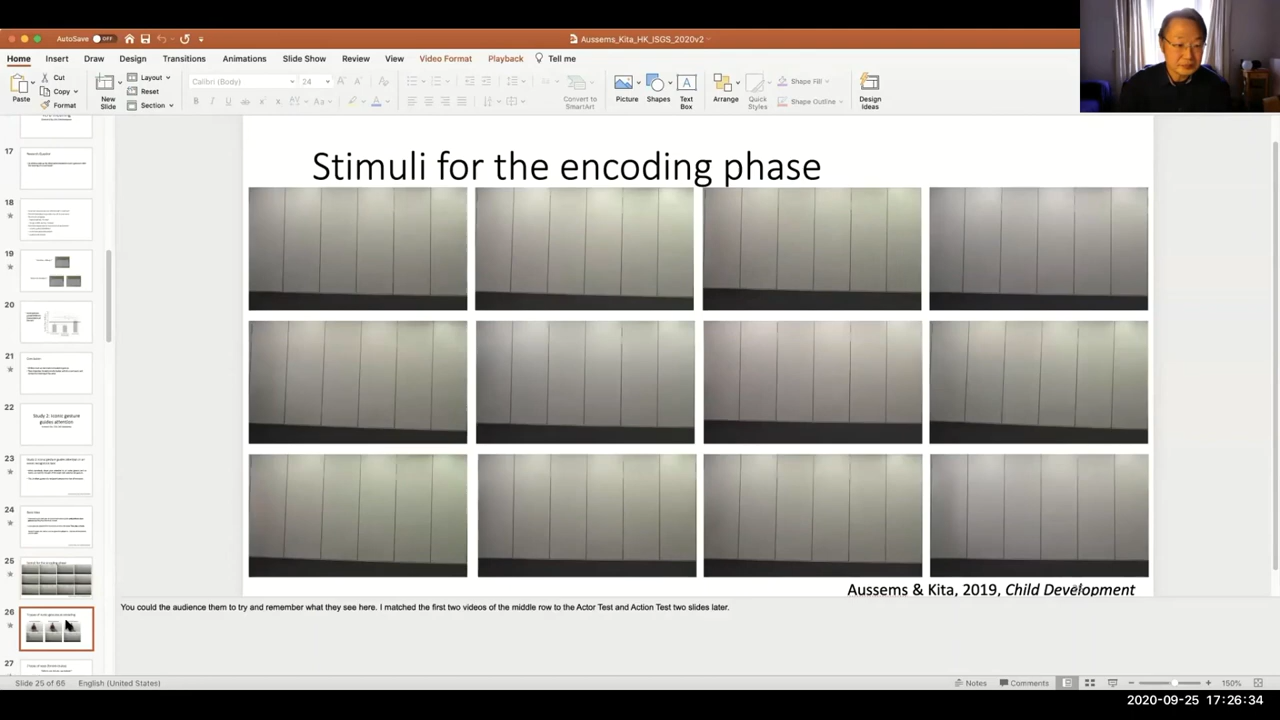 AutoSave OFF
Aussems_Kita_HK_ISGS_2020v2
Home Insert Draw Design Transitions Animations Slide Show Review View Video Format Playback Tell me
Paste
Cut
Copy
Format
New Slide
Layout
Reset
Section
Calibri (Body) 24
Convert to SmartArt
Picture
Shapes
Text Box
Arrange
Quick Styles
Shape Fill
Shape Outline
Design Ideas
17
18
19
20
21
22
Study 2: Iconic gesture
guides attention
23
24
25
26
27
Stimuli for the encoding phase
Aussems & Kita, 2019, Child Development
You could the audience them to try and remember what they see here. I matched the first two videos of the middle row to the Actor Test and Action Test two slides later.
Slide 25 of 66 English (United States)
Notes Comments 150%
2020-09-25 17:26:34